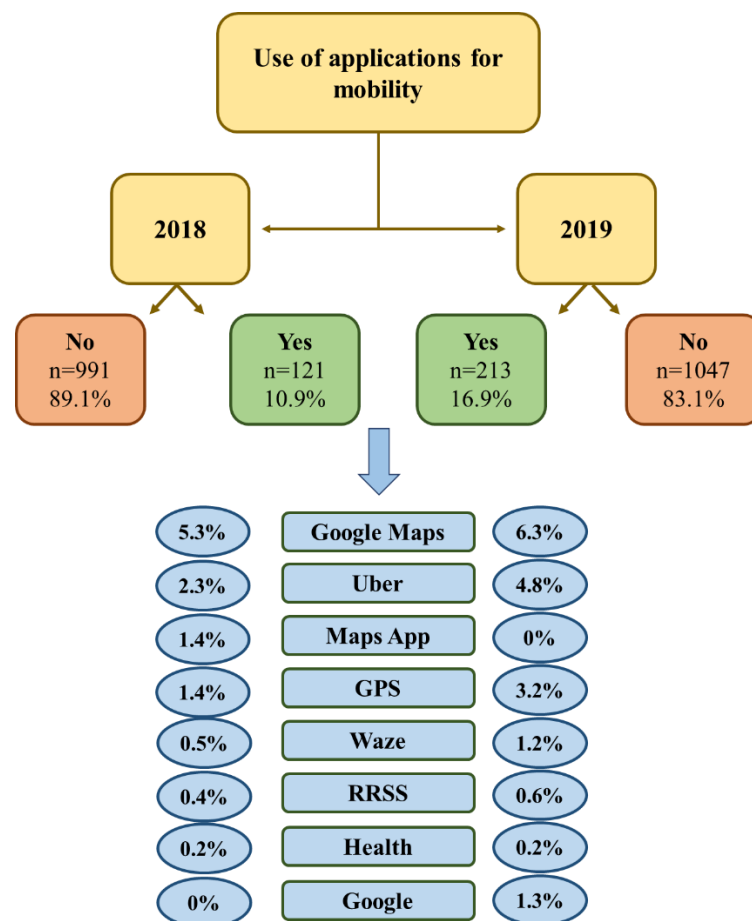 Use of applications for
mobility
2018
2019
No
n=991
89.1%
Yes
n=121
10.9%
Yes
n=213
16.9%
No
n=1047
83.1%
5.3%
Google Maps
6.3%
2.3%
Uber
4.8%
1.4%
Maps App
0%
1.4%
GPS
3.2%
0.5%
Waze
1.2%
0.4%
RRSS
0.6%
0.2%
Health
0.2%
0%
Google
1.3%